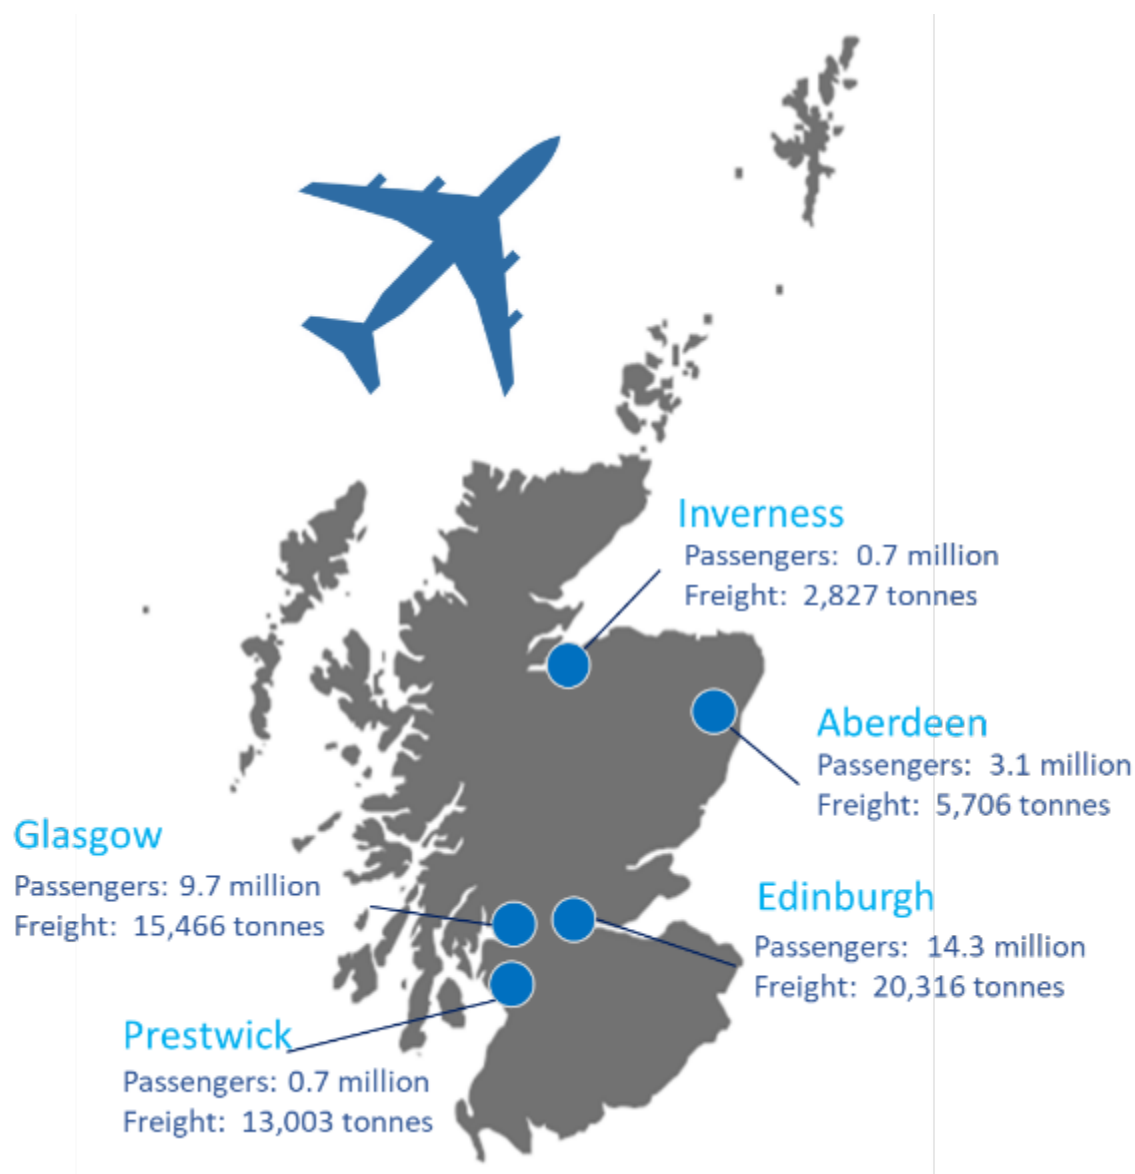 Inverness
Passengers: 0.7 million
Freight: 2,827 tonnes
Aberdeen
Passengers: 3.1 million
Freight: 5,706 tonnes
Glasgow
Passengers: 9.7 million
Freight: 15,466 tonnes
Edinburgh
Passengers: 14.3 million
Freight: 20,316 tonnes
Prestwick
Passengers: 0.7 million
Freight: 13,003 tonnes